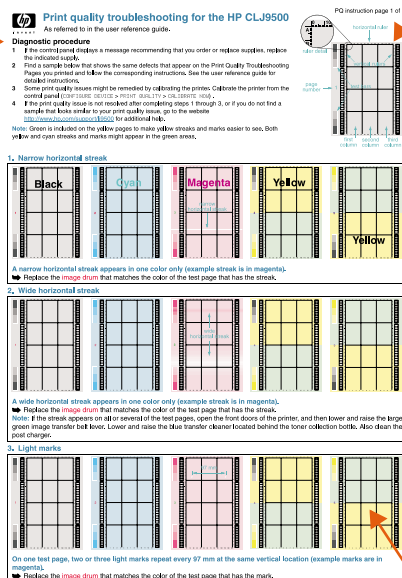 PQ instruction page 1 of
hp
invent
Print quality troubleshooting for the HP CLJ9500
As referred to in the user reference guide.
horizontal ruler
ruler detail
page
number
first
column
second
column
third
column
Diagnostic procedure
1 If the control panel displays a message recommending that you order or replace supplies, replace
the indicated supply.
2 Find a sample below that shows the same defects that appear on the Print Quality Troubleshooting
Pages you printed and follow the corresponding instructions. See the user reference guide for
detailed instructions.
3 Some print quality issues might be remedied by calibrating the printer. Calibrate the printer from the
control panel (CONFIGURE DEVICE > PRINT QUALITY > CALIBRATE NOW).
4 If the print quality issue is not resolved after completing steps 1 through 3, or if you do not find a
sample that looks similar to your print quality issue, go to the website
http://www.hp.com/support/lj9500 for additional help.
Note: Green is included on the yellow pages to make yellow streaks and marks easier to see. Both
yellow and cyan streaks and marks might appear in the green areas.
1. Narrow horizontal streak
Black
Cyan
Magenta
Yellow
Yellow
narrow
horizontal streak
A narrow horizontal streak appears in one color only (example streak is in magenta).
Replace the image drum that matches the color of the test page that has the streak.
2. Wide horizontal streak
wide
horizontal streak
A wide horizontal streak appears in one color only (example streak is in magenta).
Replace the image drum that matches the color of the test page that has the streak.
Note: If the streak appears on all or several of the test pages, open the front doors of the printer, and then lower and raise the large
green image transfer belt lever. Lower and raise the blue transfer cleaner located behind the toner collection bottle. Also clean the
post charger.
3. Light marks
97 mm
On one test page, two or three light marks repeat every 97 mm at the same vertical location (example marks are in
magenta).
Replace the image drum that matches the color of the test page that has the mark.